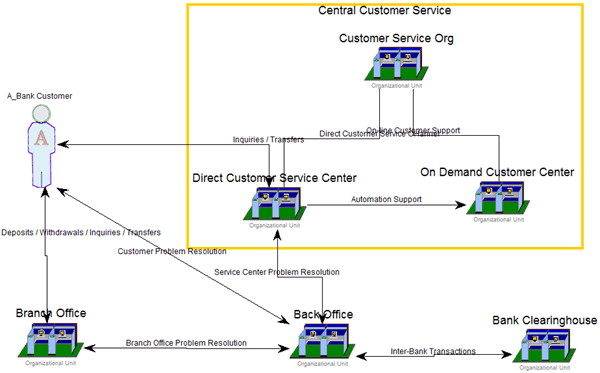 Central Customer Service
Customer Service Org
Organizational Unit
A_Bank Customer
A
Inquiries / Transfers
Direct Customer Service Channel
On-line Customer Support
Direct Customer Service Center
Organizational Unit
On Demand Customer Center
Organizational Unit
Automation Support
Deposits / Withdrawals / Inquiries / Transfers
Customer Problem Resolution
Service Center Problem Resolution
Branch Office
Organizational Unit
Back Office
Organizational Unit
Bank Clearinghouse
Organizational Unit
Branch Office Problem Resolution
Inter-Bank Transactions